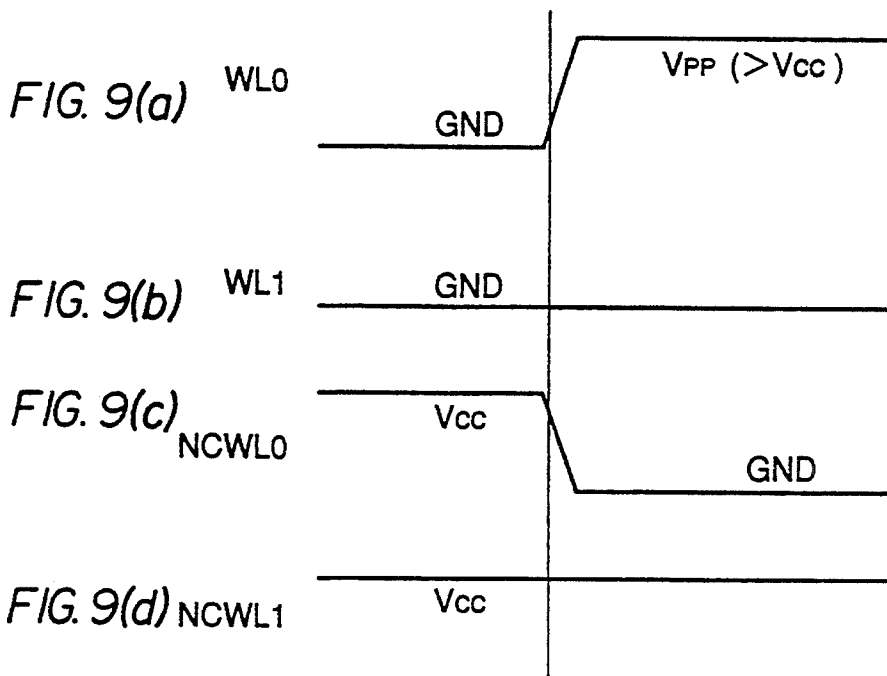 FIG. 9(a) WL0 GND VPP (>Vcc)
FIG. 9(b) WL1 GND
FIG. 9(c) NCWL0 Vcc GND
FIG. 9(d) NCWL1 Vcc